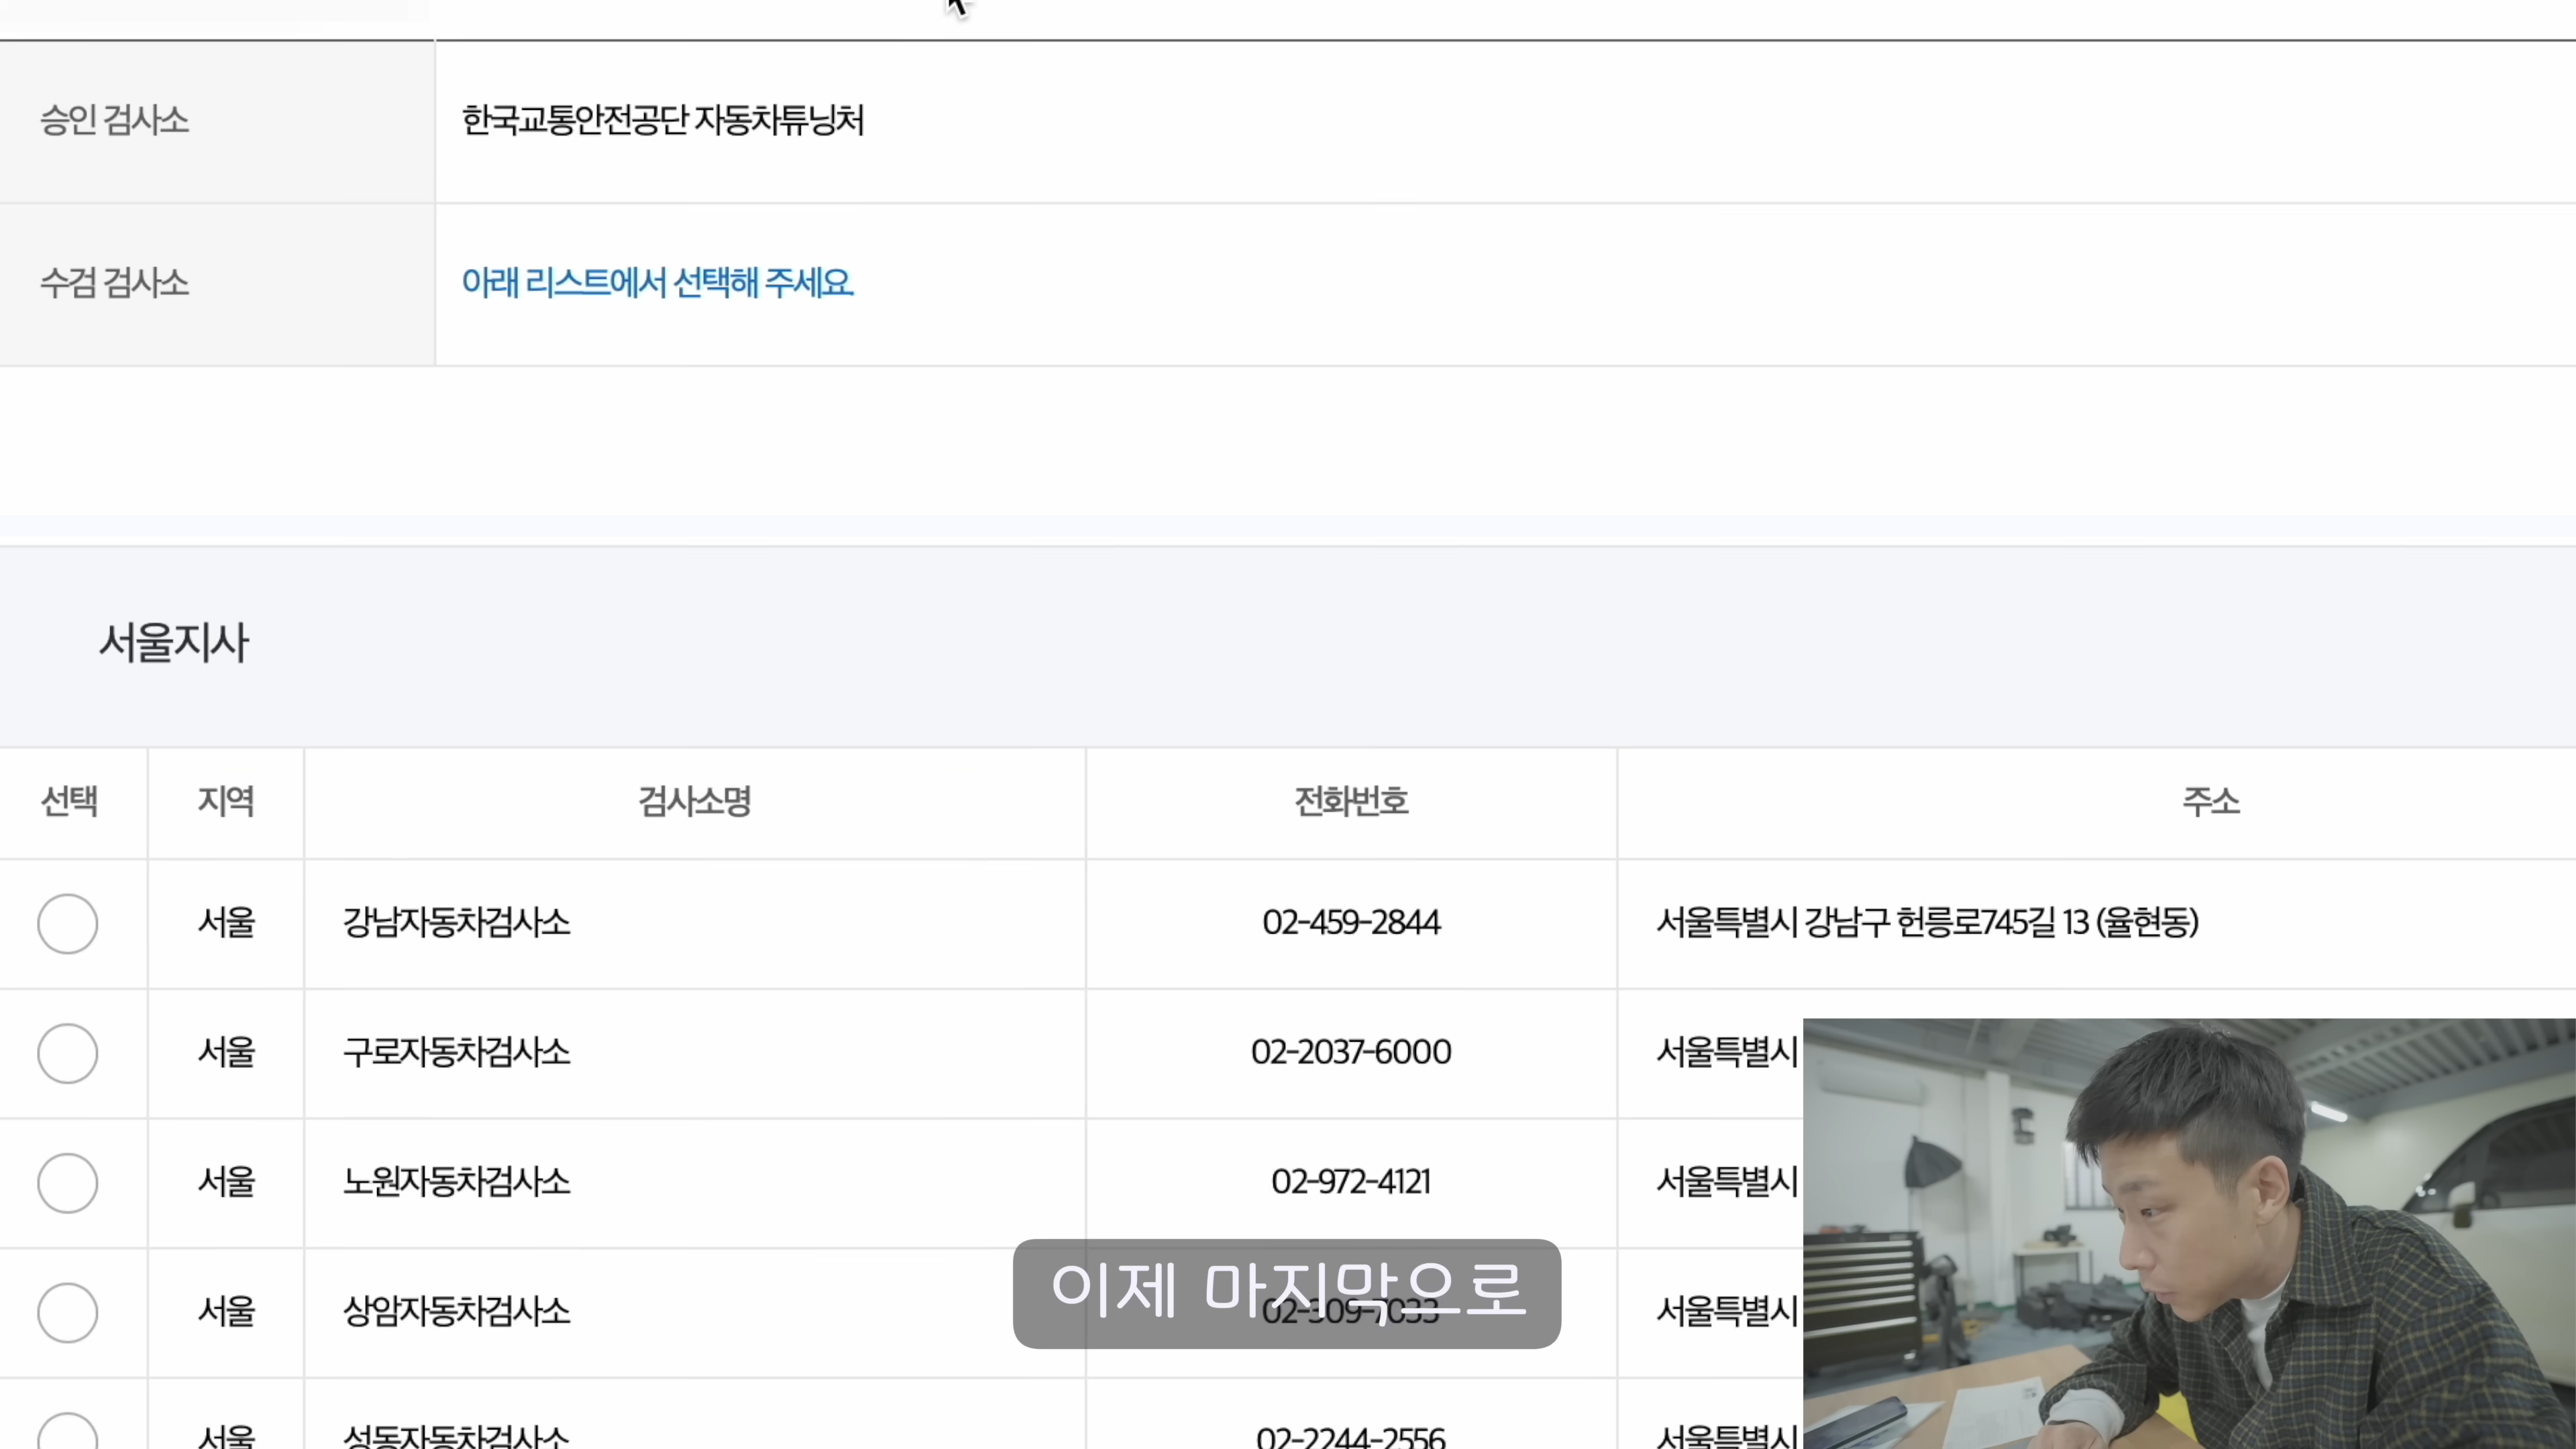 승인 검사소 한국교통안전공단 자동차튜닝처
수검 검사소 아래 리스트에서 선택해 주세요.
서울지사
선택 지역 검사소명 전화번호 주소
서울 강남자동차검사소 02-459-2844 서울특별시 강남구 헌릉로745길 13 (율현동)
서울 구로자동차검사소 02-2037-6000 서울특별시
서울 노원자동차검사소 02-972-4121 서울특별시
서울 상암자동차검사소 02-309-7033 서울특별시
이제 마지막으로
서울 성동자동차검사소 02-2244-2556 서울특별시